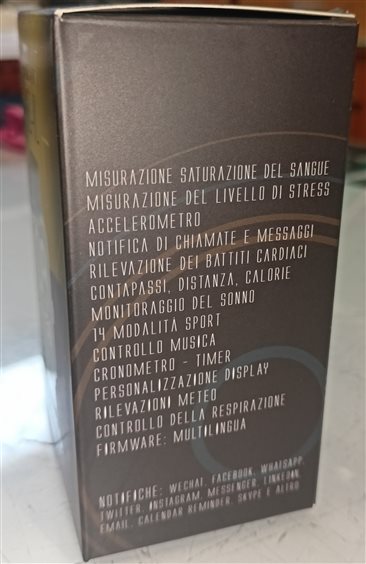 MISURAZIONE SATURAZIONE DEL SANGUE
MISURAZIONE DEL LIVELLO DI STRESS
ACCELEROMETRO
NOTIFICA DI CHIAMATE E MESSAGGI
RILEVAZIONE DEI BATTITI CARDIACI
CONTAPASSI, DISTANZA, CALORIE
MONITORAGGIO DEL SONNO
14 MODALITÀ SPORT
CONTROLLO MUSICA
CRONOMETRO - TIMER
PERSONALIZZAZIONE DISPLAY
RILEVAZIONI METEO
CONTROLLO DELLA RESPIRAZIONE
FIRMWARE: MULTILINGUA
NOTIFICHE: WECHAT, FACEBOOK, WHATSAPP,
TWITTER, INSTAGRAM, MESSENGER, LINKEDIN,
EMAIL, CALENDAR REMINDER, SKYPE E ALTRO.